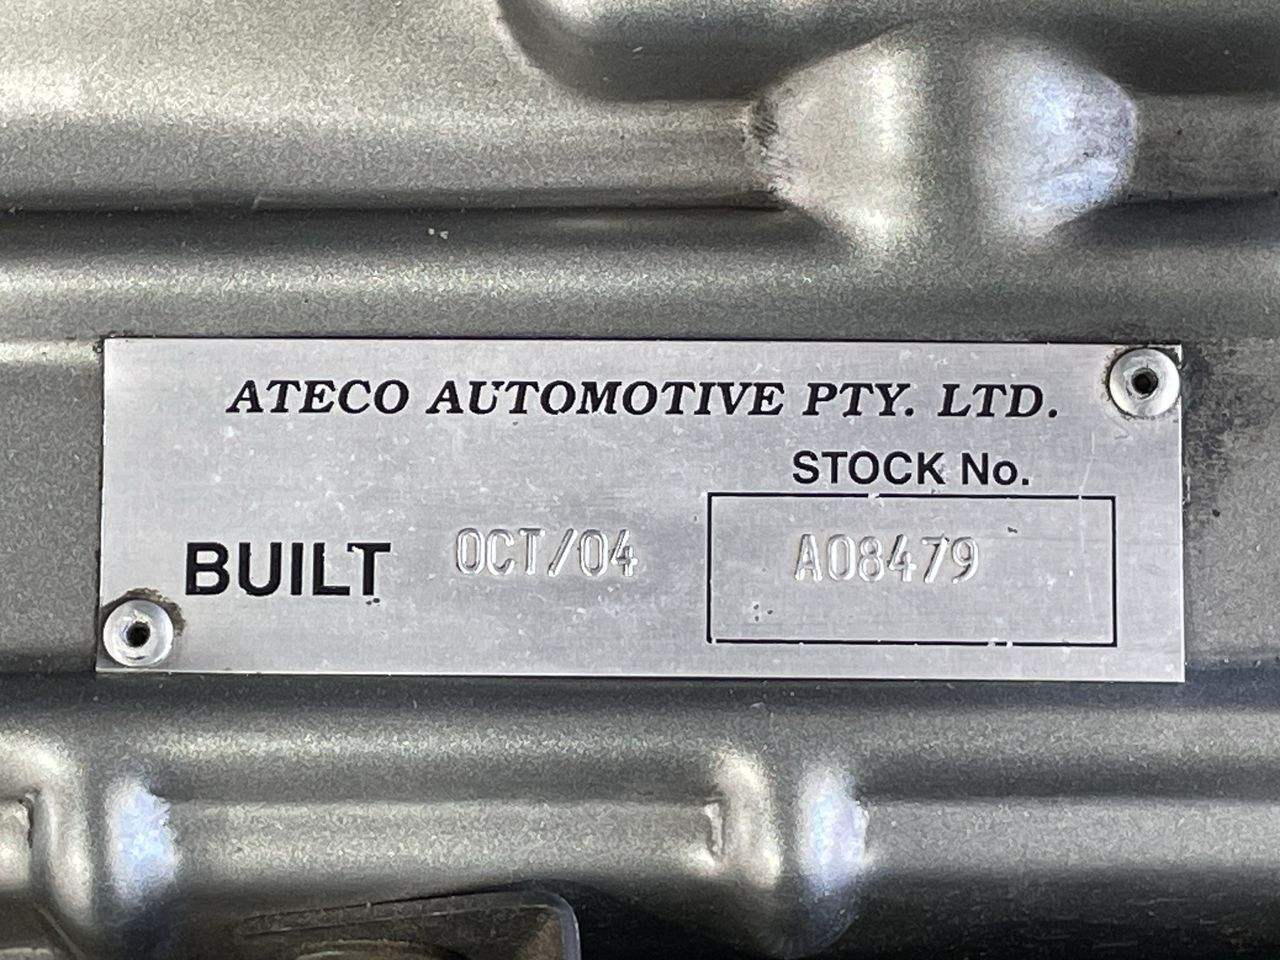 ATECO AUTOMOTIVE PTY. LTD.
STOCK No.
BUILT OCT/04 A08479